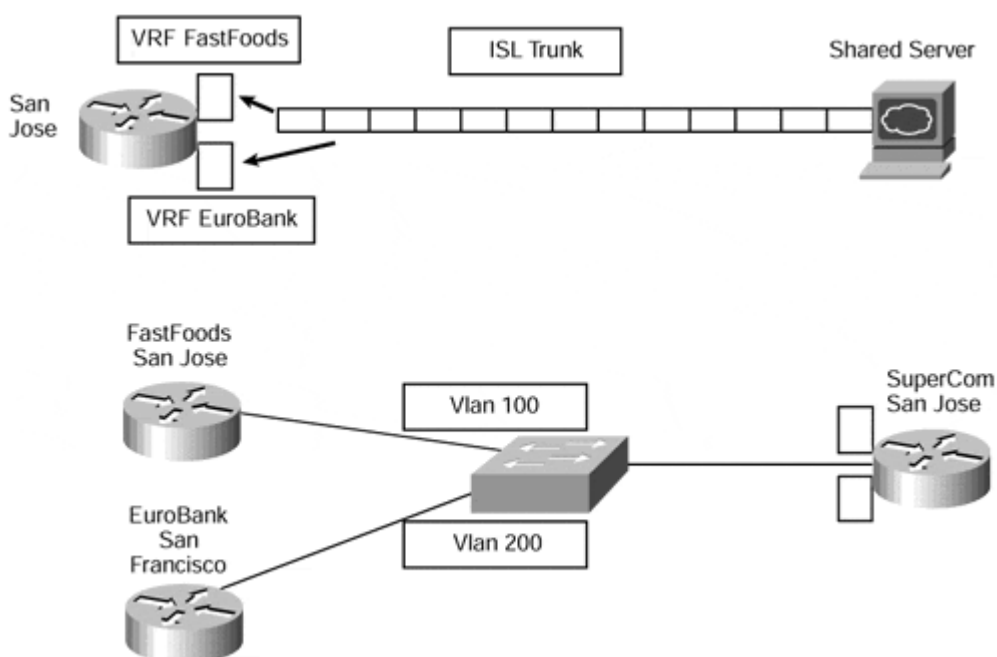 VRF FastFoods
ISL Trunk
Shared Server
San
Jose
VRF EuroBank
FastFoods
San Jose
Vlan 100
SuperCom
San Jose
EuroBank
San
Francisco
Vlan 200